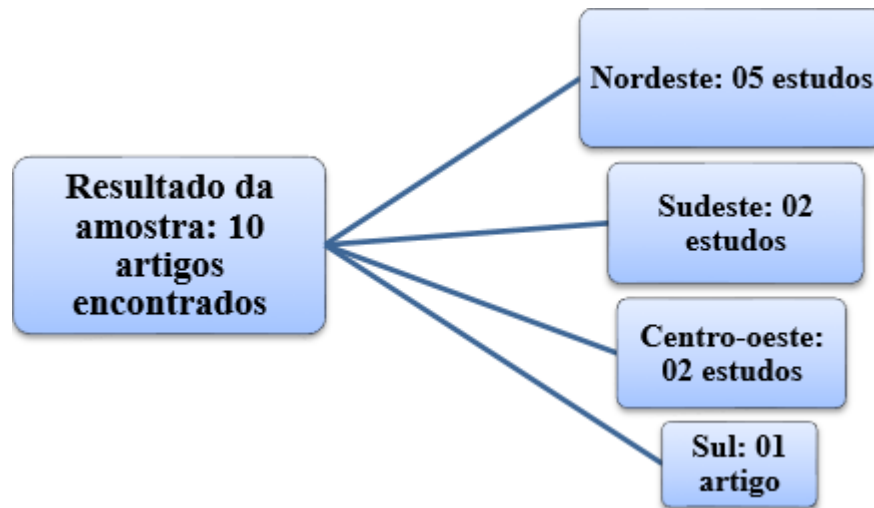 Resultado da
amostra: 10
artigos
encontrados
Nordeste: 05 estudos
Sudeste: 02
estudos
Centro-oeste:
02 estudos
Sul: 01
artigo